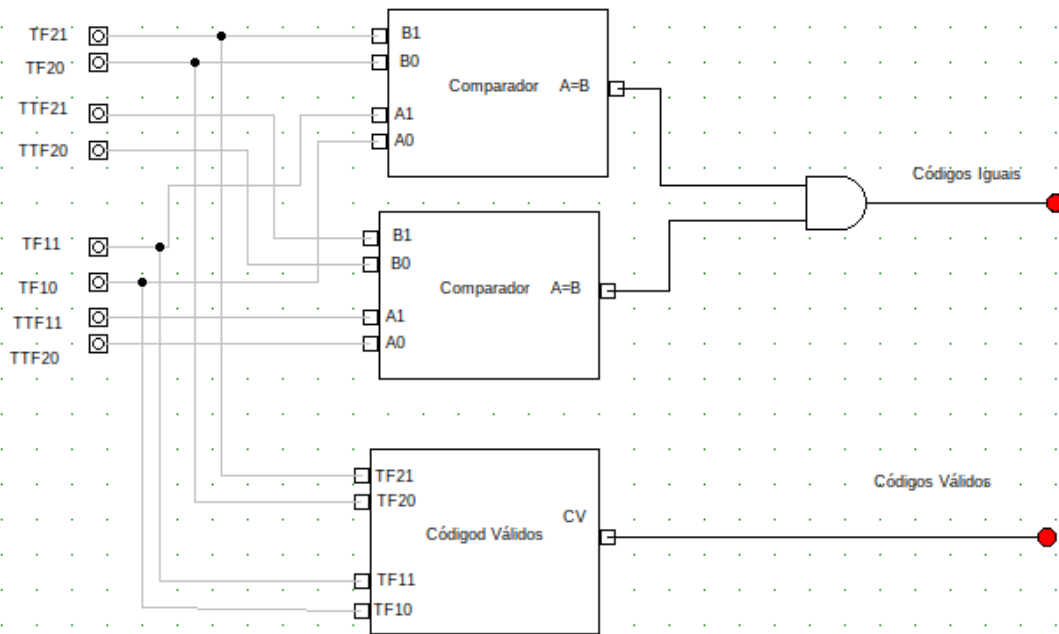 TF21
TF20
TTF21
TTF20
TF11
TF10
TTF11
TTF20
B1
B0
Comparador A=B
A1
A0
B1
B0
Comparador A=B
A1
A0
Códigos Iguais
TF21
TF20
CV
Códigod Válidos
TF11
TF10
Códigos Válidos